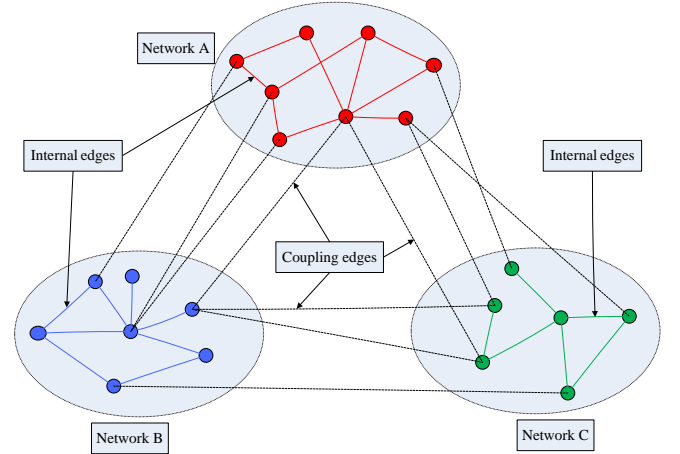 Network A
Internal edges
Internal edges
Coupling edges
Network B
Network C